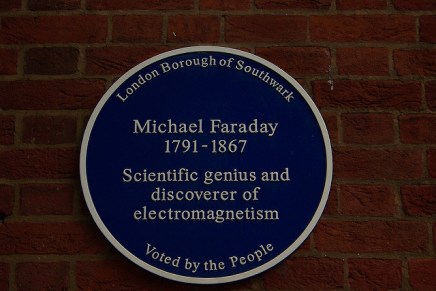 London Borough of Southwark
Michael Faraday
1791-1867
Scientific genius and
discoverer of
electromagnetism
Voted by the People